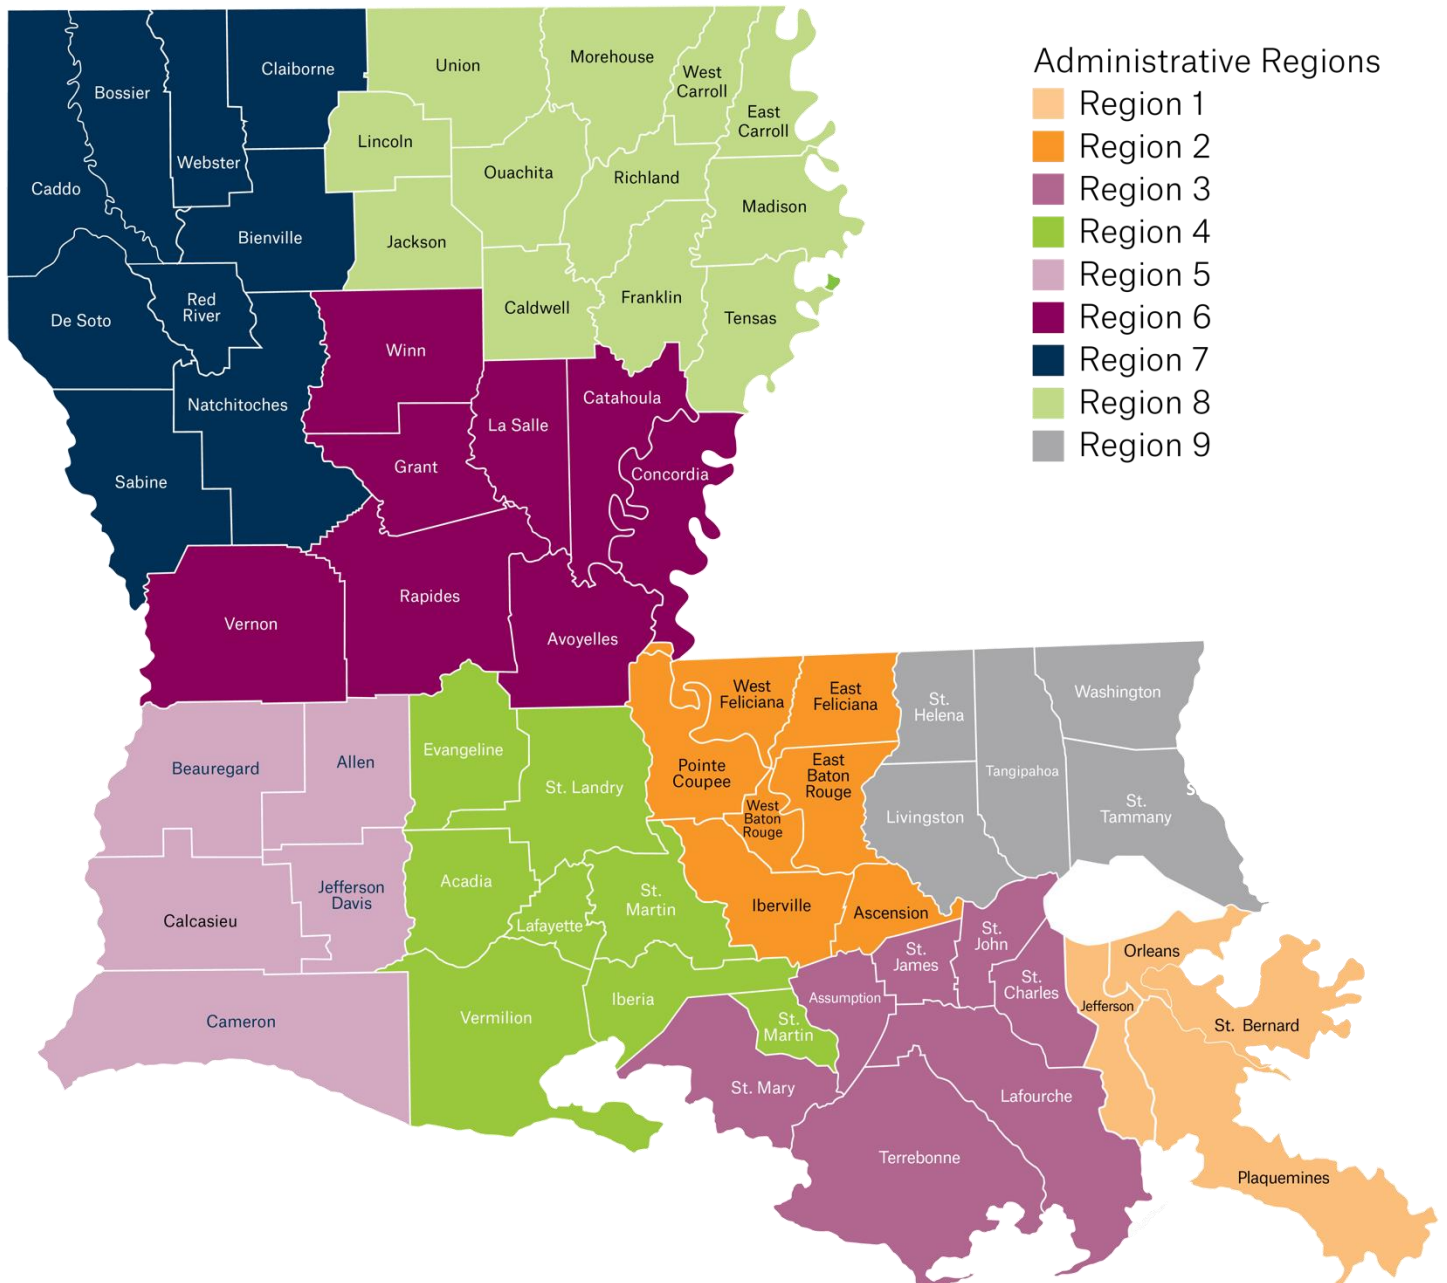 Administrative Regions
Region 1
Region 2
Region 3
Region 4
Region 5
Region 6
Region 7
Region 8
Region 9
Claiborne
Bossier
Webster
Caddo
Bienville
De Soto
Red
River
Natchitoches
Sabine
Union
Morehouse
West
Carroll
East
Carroll
Lincoln
Ouachita
Richland
Madison
Jackson
Caldwell
Franklin
Tensas
Winn
Catahoula
La Salle
Grant
Concordia
Rapides
Vernon
Avoyelles
Beauregard
Allen
Calcasieu
Jefferson
Davis
Cameron
Evangeline
St. Landry
Acadia
St.
Martin
Lafayette
Iberia
Vermilion
St.
Martin
West
Feliciana
East
Feliciana
Pointe
Coupee
East
Baton
Rouge
West
Baton
Rouge
Iberville
Ascension
St.
Helena
Washington
Tangipahoa
Livingston
St.
Tammany
S
St.
John
St.
James
St.
Charles
Assumption
St. Mary
Lafourche
Terrebonne
Orleans
Jefferson
St. Bernard
Plaquemines